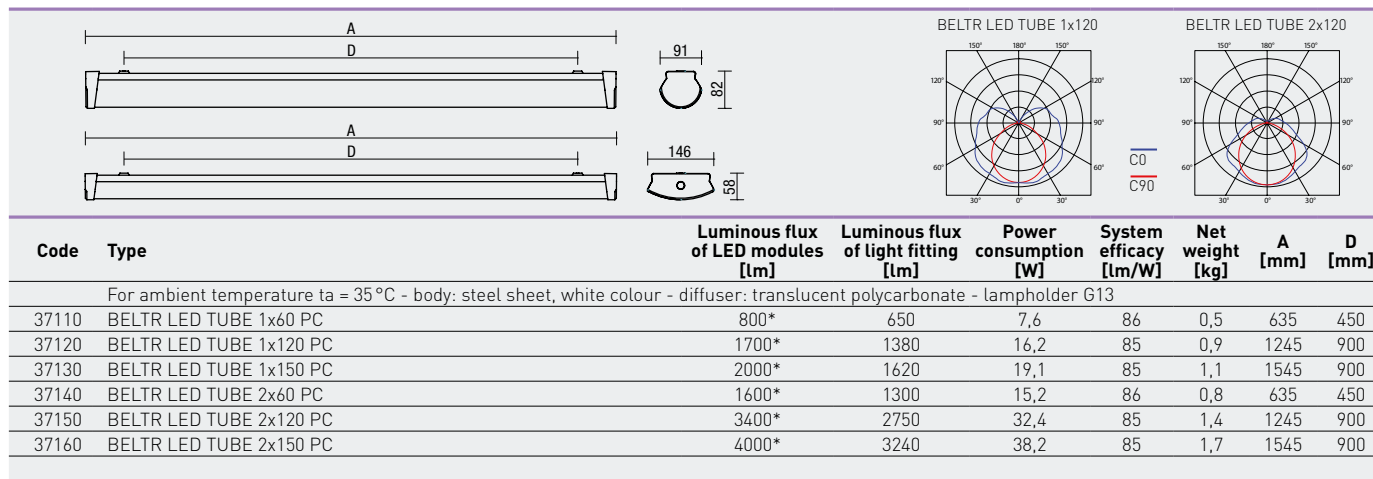 A
D
91
82
A
D
146
58
BELTR LED TUBE 1x120
150° 180° 150°
120° 120°
90° 90°
60° 60°
30° 0° 30°
C0
C90
BELTR LED TUBE 2x120
150° 180° 150°
120° 120°
90° 90°
60° 60°
30° 0° 30°
Code Type Luminous flux of LED modules [lm] Luminous flux of light fitting [lm] Power consumption [W] System efficacy [lm/W] Net weight [kg] A [mm] D [mm]
For ambient temperature ta = 35°C - body: steel sheet, white colour - diffuser: translucent polycarbonate - lampholder G13
37110 BELTR LED TUBE 1x60 PC 800* 650 7,6 86 0,5 635 450
37120 BELTR LED TUBE 1x120 PC 1700* 1380 16,2 85 0,9 1245 900
37130 BELTR LED TUBE 1x150 PC 2000* 1620 19,1 85 1,1 1545 900
37140 BELTR LED TUBE 2x60 PC 1600* 1300 15,2 86 0,8 635 450
37150 BELTR LED TUBE 2x120 PC 3400* 2750 32,4 85 1,4 1245 900
37160 BELTR LED TUBE 2x150 PC 4000* 3240 38,2 85 1,7 1545 900